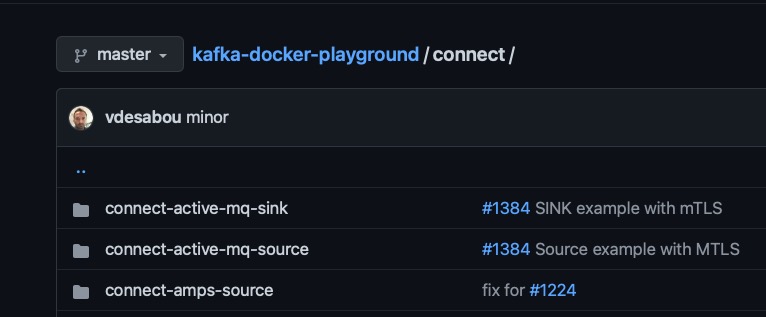 master kafka-docker-playground / connect /
vdesabou minor
..
connect-active-mq-sink #1384 SINK example with mTLS
connect-active-mq-source #1384 Source example with MTLS
connect-amps-source fix for #1224